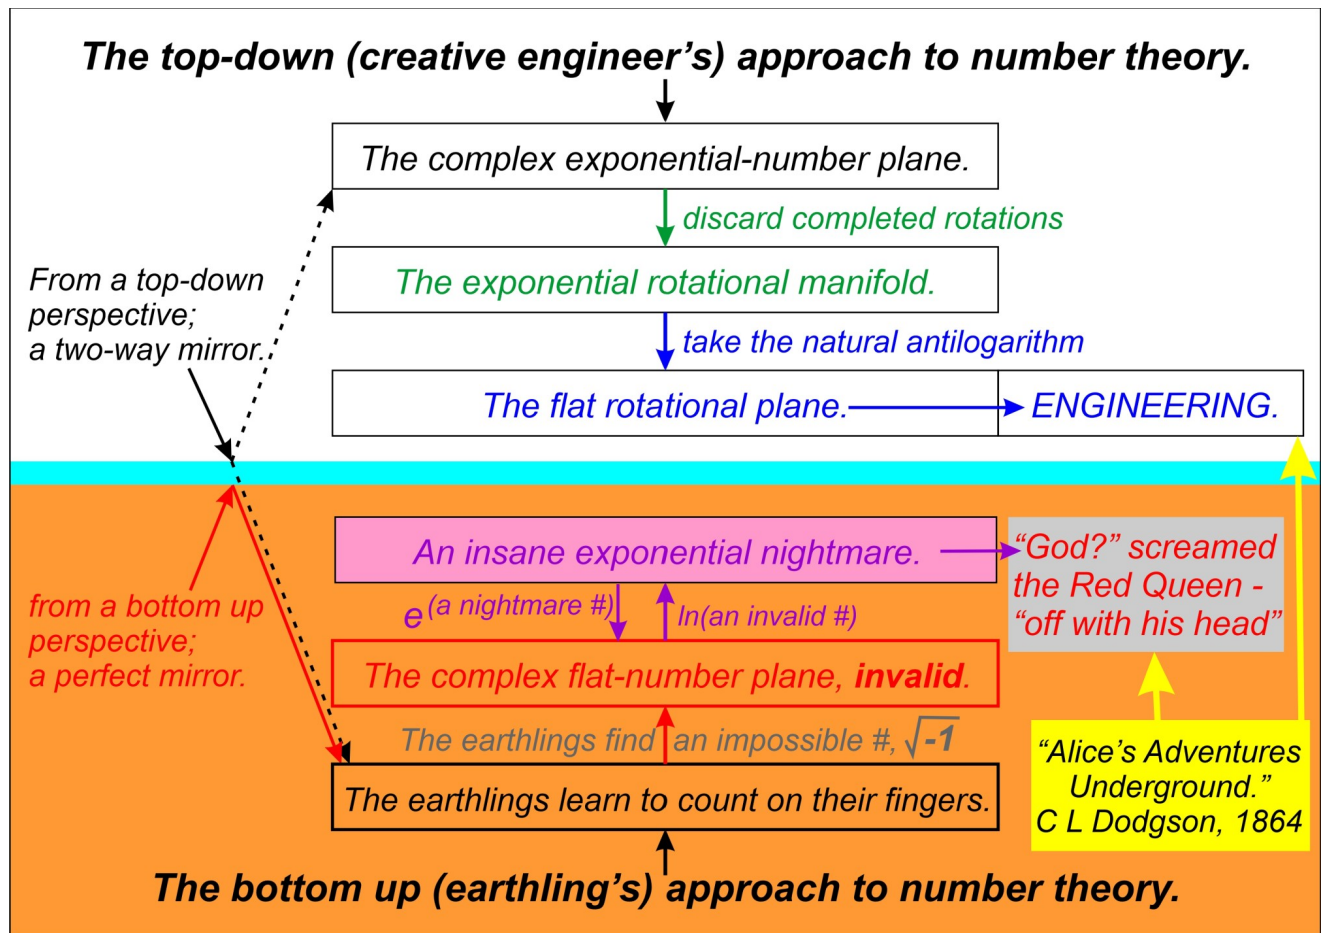 The top-down (creative engineer's) approach to number theory.
The complex exponential-number plane.
discard completed rotations
The exponential rotational manifold.
From a top-down
perspective;
a two-way mirror.
take the natural antilogarithm
The flat rotational plane.
ENGINEERING.
An insane exponential nightmare.
“God?” screamed
the Red Queen -
“off with his head”
from a bottom up
perspective;
a perfect mirror.
e(a nightmare #)
ln(an invalid #)
The complex flat-number plane, invalid.
The earthlings find an impossible #, √-1
The earthlings learn to count on their fingers.
“Alice's Adventures
Underground.”
C L Dodgson, 1864
The bottom up (earthling's) approach to number theory.